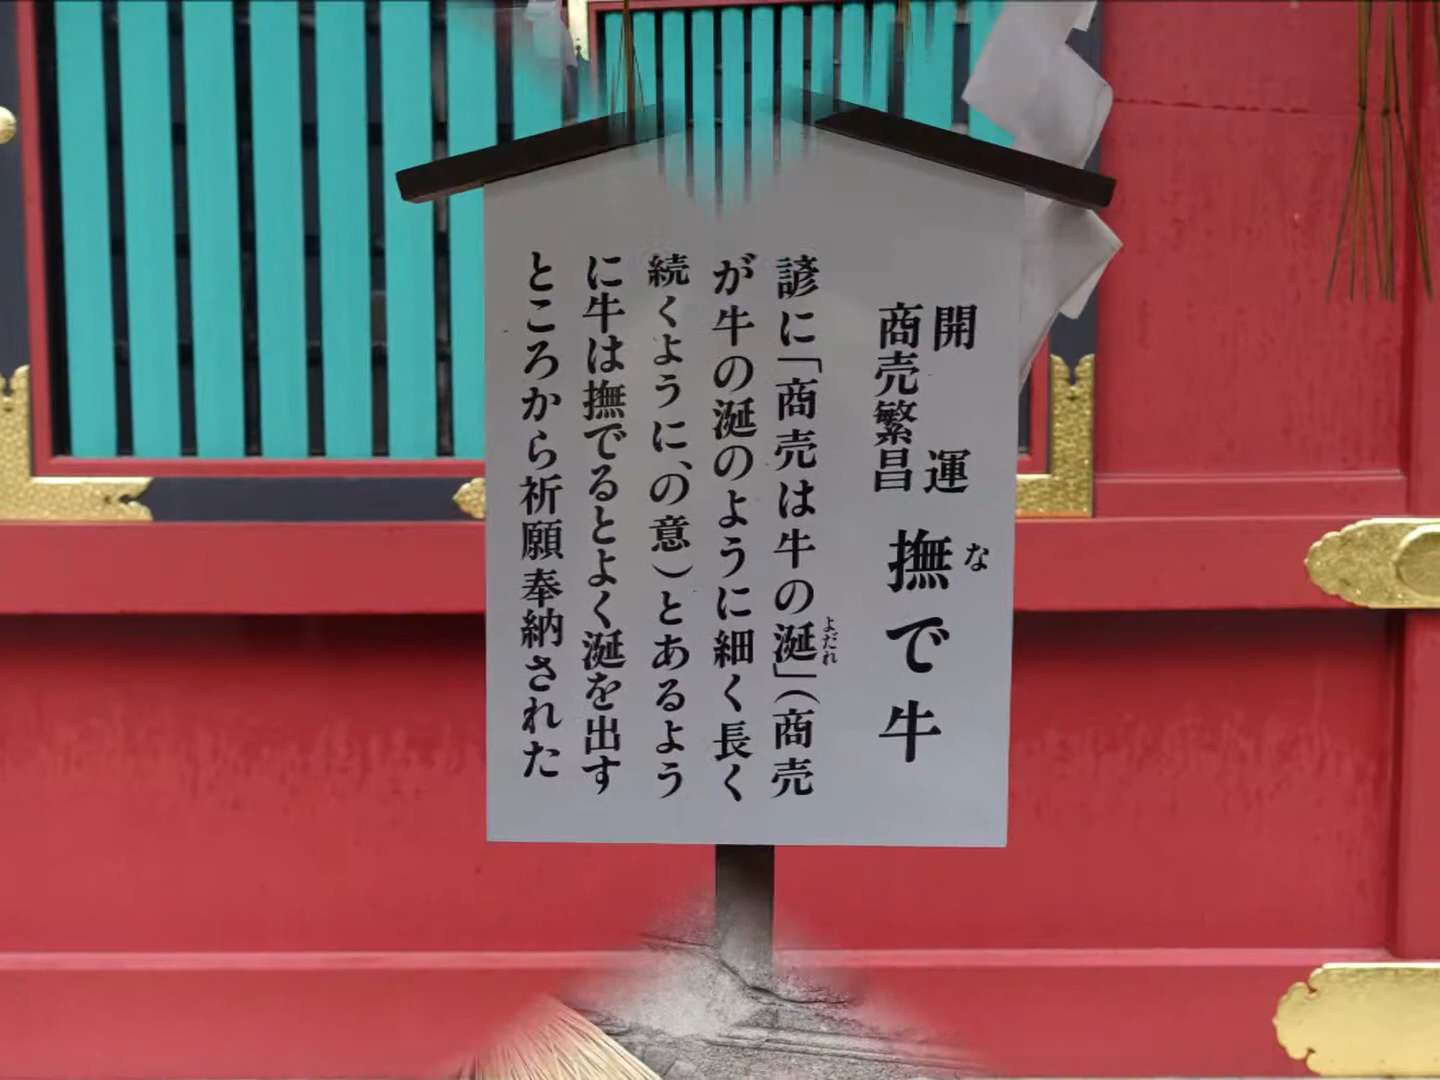 開運
商売繁昌
撫で牛
な
諺に「商売は牛の涎」(商売
よだれ
が牛の涎のように細く長く
続くように、の意)とあるよう
に牛は撫でるとよく涎を出す
ところから祈願奉納された